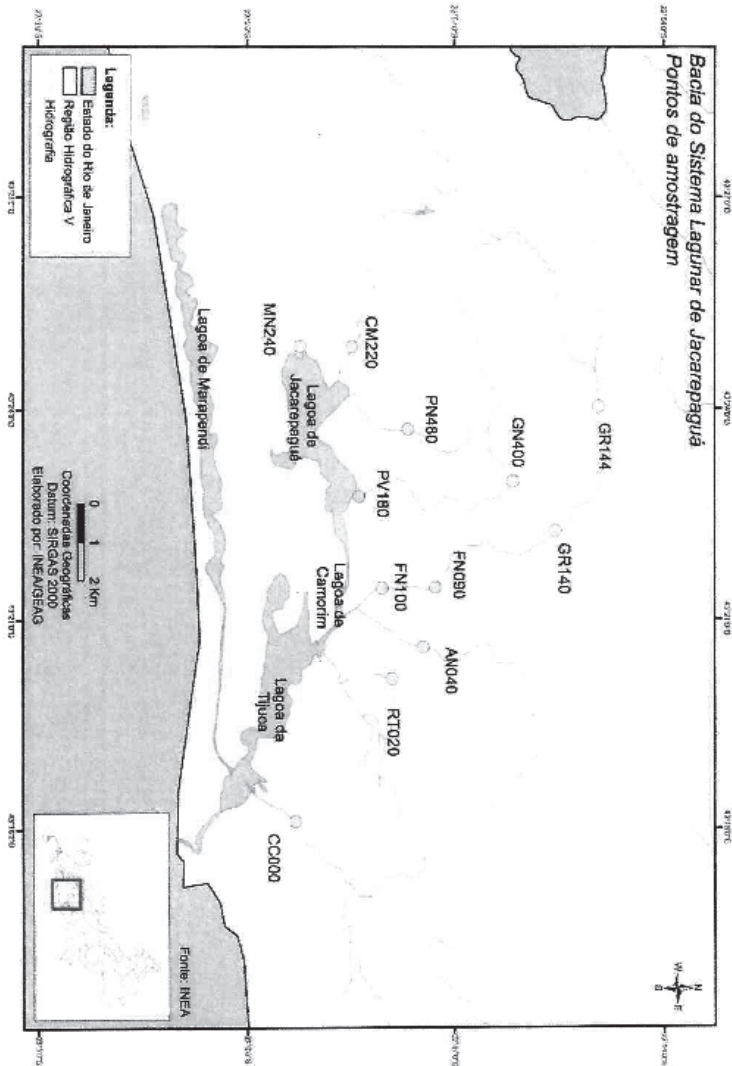 Bacia do Sistema Lagunar de Jacarepaguá
Pontos de amostragem
GR144
GR140
GN400
PN480
CM220
MN240
PV180
FN090
FN100
AN040
RT020
CC000
Lagoa de
Jacarepaguá
Lagoa de
Camorim
Lagoa da
Tijuca
Lagoa de Marapendi
Legenda:
Estado do Rio de Janeiro
Região Hidrográfica V
Hidrografia
0 1 2 Km
Coordenadas Geográficas
Datum: SIRGAS 2000
Elaborado por: INEA/GEAG
Fonte: INEA
N
W
E
S